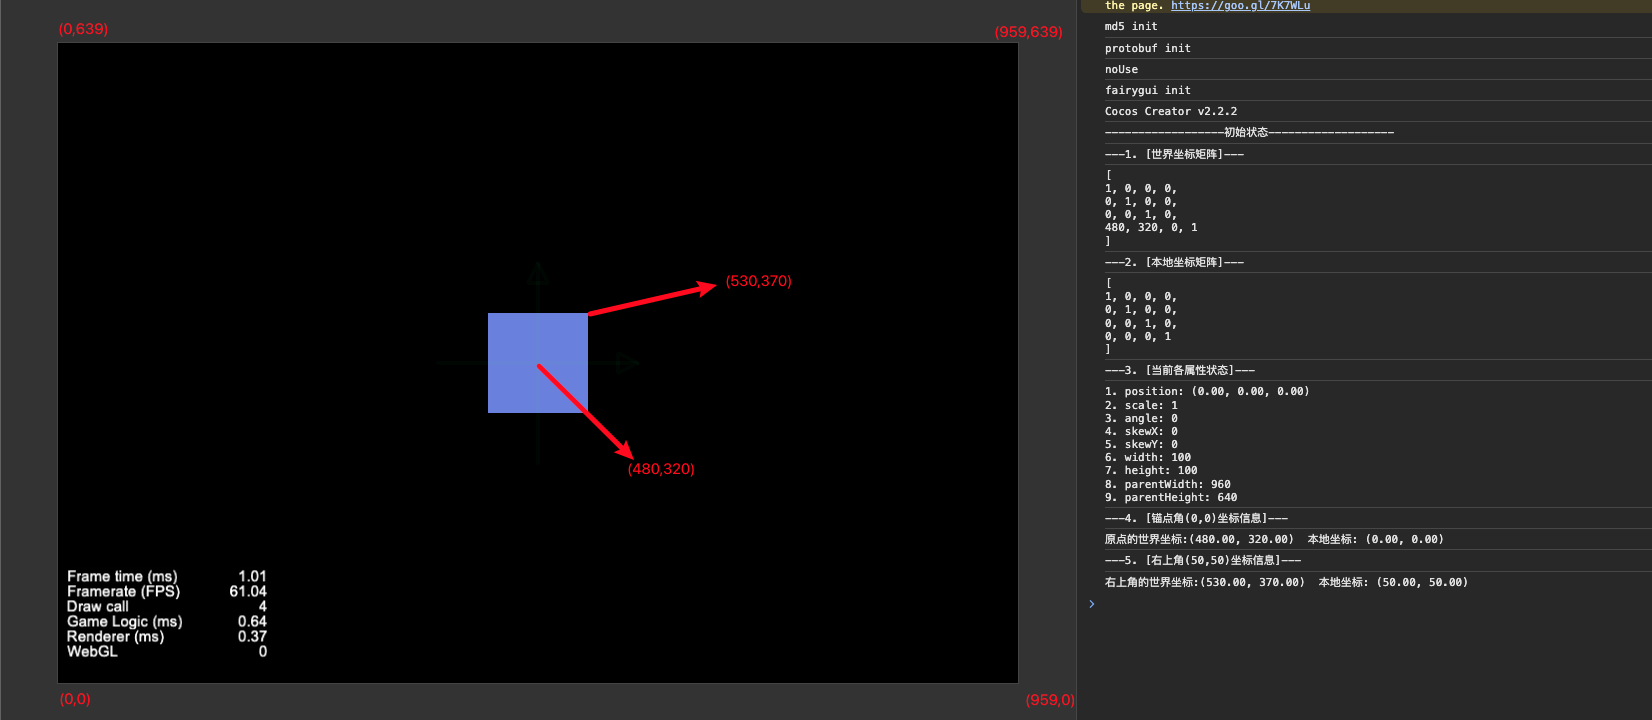 (0,639)
(959,639)
(530,370)
(480,320)
Frame time (ms) 1.01
Framerate (FPS) 61.04
Draw call 4
Game Logic (ms) 0.64
Renderer (ms) 0.37
WebGL 0
(0,0)
(959,0)
the page. https://goo.gl/7K7WLu
md5 init
protobuf init
noUse
fairygui init
Cocos Creator v2.2.2
------------------初始状态-------------------
---1. [世界坐标矩阵]---
[
1, 0, 0, 0,
0, 1, 0, 0,
0, 0, 1, 0,
480, 320, 0, 1
]
---2. [本地坐标矩阵]---
[
1, 0, 0, 0,
0, 1, 0, 0,
0, 0, 1, 0,
0, 0, 0, 1
]
---3. [当前各属性状态]---
1. position: (0.00, 0.00, 0.00)
2. scale: 1
3. angle: 0
4. skewX: 0
5. skewY: 0
6. width: 100
7. height: 100
8. parentWidth: 960
9. parentHeight: 640
---4. [锚点角(0,0)坐标信息]---
原点的世界坐标:(480.00, 320.00)  本地坐标: (0.00, 0.00)
---5. [右上角(50,50)坐标信息]---
右上角的世界坐标:(530.00, 370.00)  本地坐标: (50.00, 50.00)